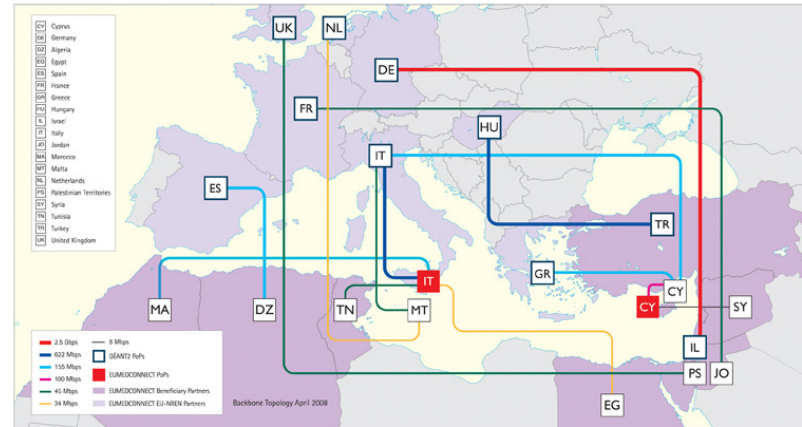 CY Cyprus
DE Germany
DZ Algeria
EG Egypt
ES Spain
FR France
GR Greece
HU Hungary
IL Israel
IT Italy
JO Jordan
MA Morocco
MT Malta
NL Netherlands
PS Palestinian Territories
SY Syria
TN Tunisia
TR Turkey
UK United Kingdom
UK NL
DE
FR
HU
IT
ES
TR
GR
IT
CY
MA
DZ
TN
MT
CY
SY
IL
PS
JO
EG
2.5 Gbps
622 Mbps
155 Mbps
100 Mbps
45 Mbps
34 Mbps
8 Mbps
GÉANT2 PoPs
EUMEDCONNECT PoPs
EUMEDCONNECT Beneficiary Partners
EUMEDCONNECT EU-NREN Partners
Backbone Topology April 2008